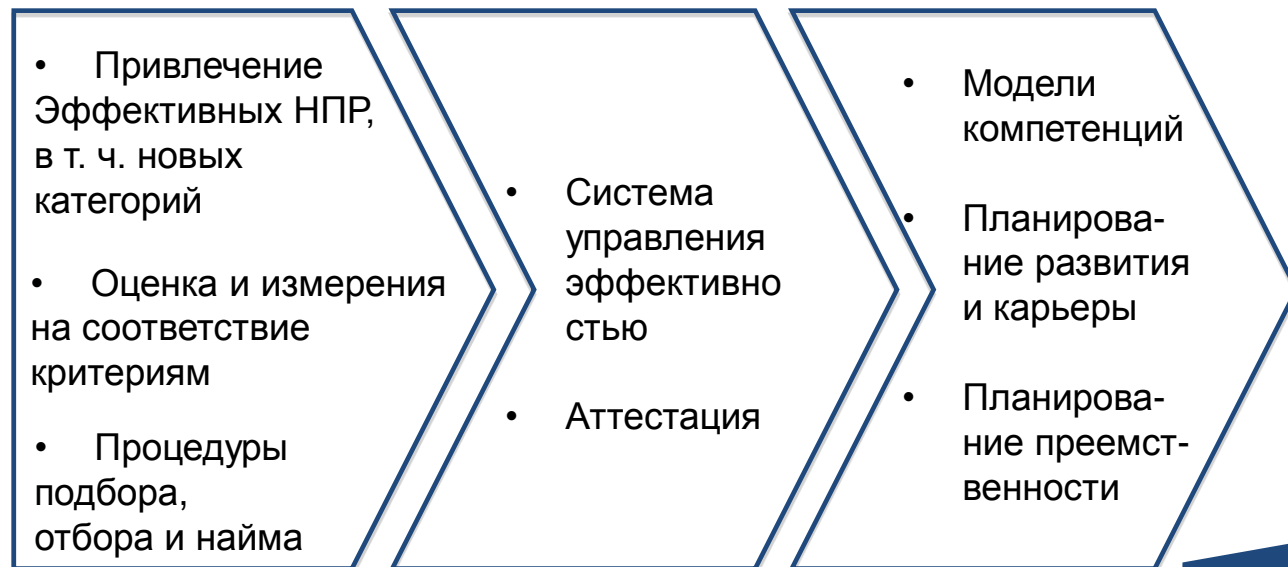 • Привлечение
Эффективных НПР,
в т. ч. новых
категорий
• Оценка и измерения
на соответствие
критериям
• Процедуры
подбора,
отбора и найма
• Система
управления
эффективно
стью
• Аттестация
• Модели
компетенций
• Планирова-
ние развития
и карьеры
• Планирова-
ние преемст-
венности